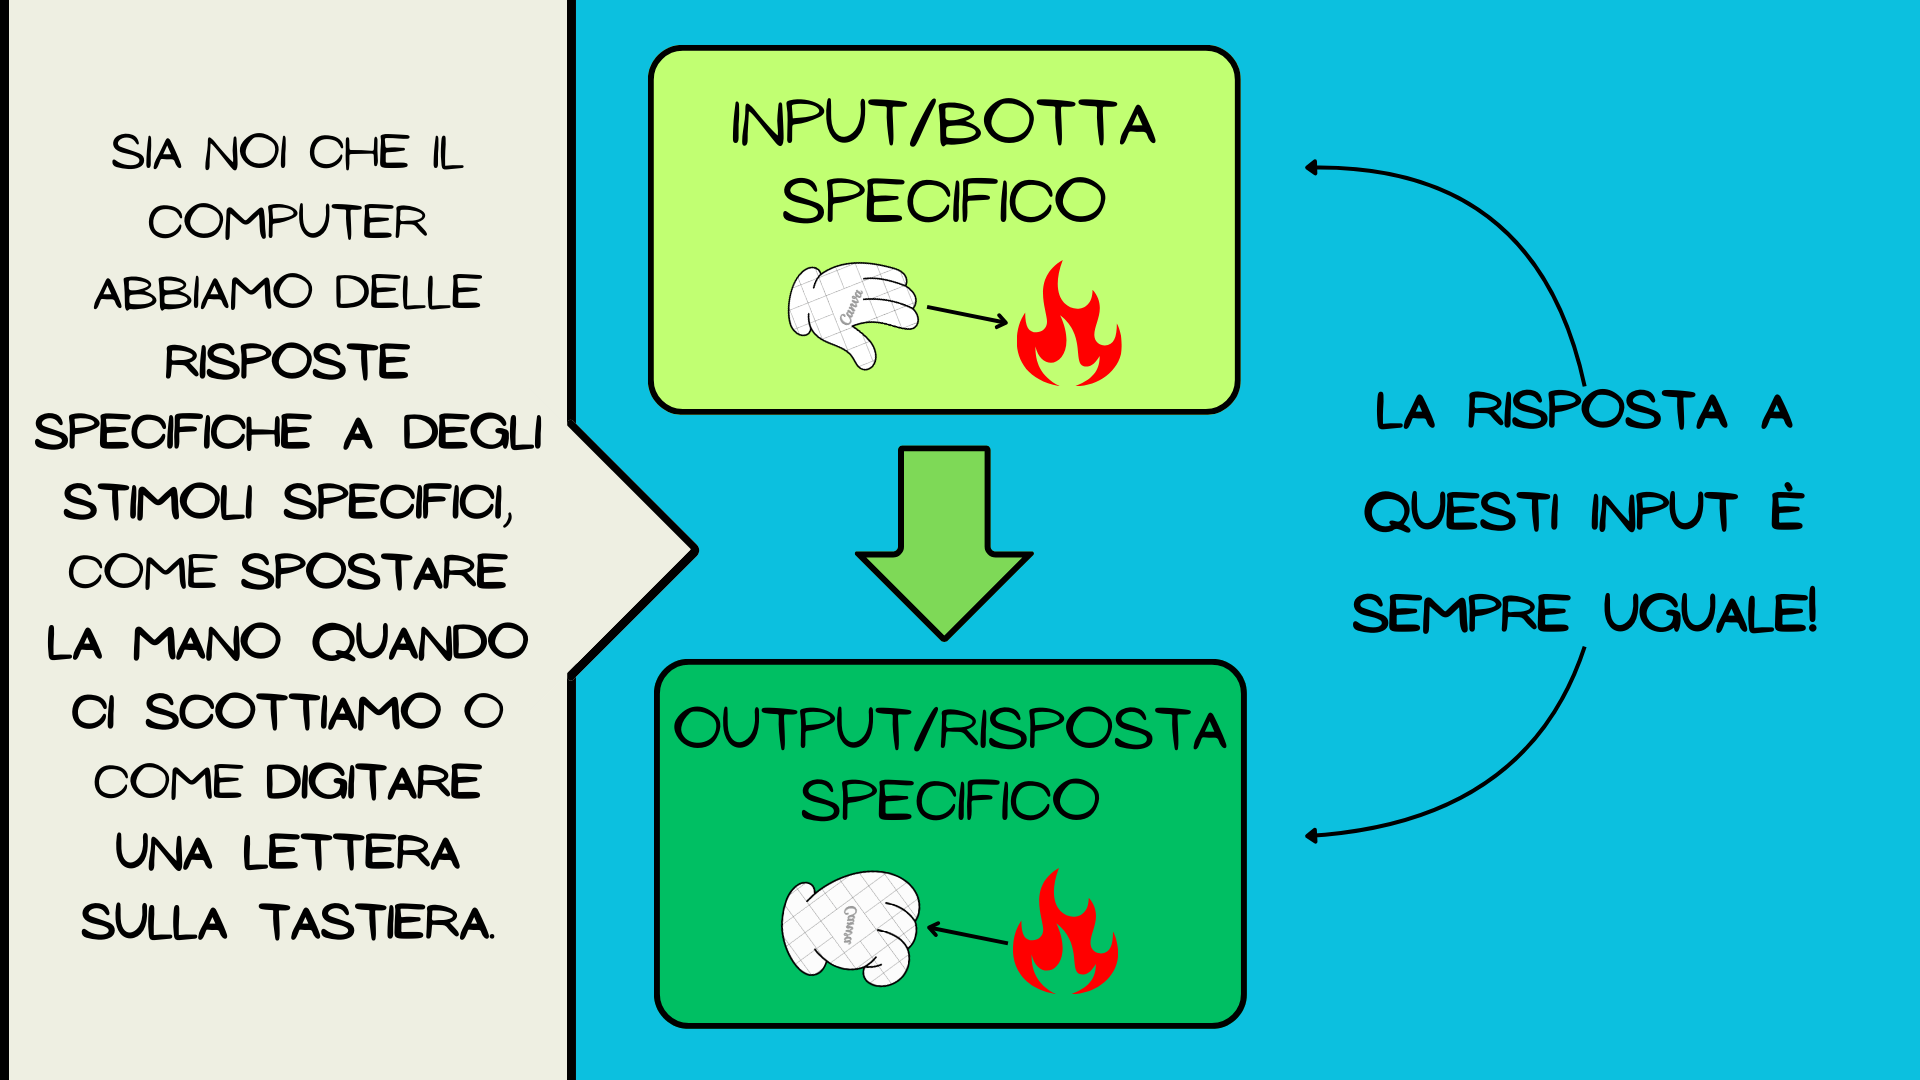 SIA NOI CHE IL
COMPUTER
ABBIAMO DELLE
RISPOSTE
SPECIFICHE A DEGLI
STIMOLI SPECIFICI,
COME SPOSTARE
LA MANO QUANDO
CI SCOTTIAMO O
COME DIGITARE
UNA LETTERA
SULLA TASTIERA.
INPUT/BOTTA
SPECIFICO
Canva
OUTPUT/RISPOSTA
SPECIFICO
Canva
LA RISPOSTA A
QUESTI INPUT È
SEMPRE UGUALE!